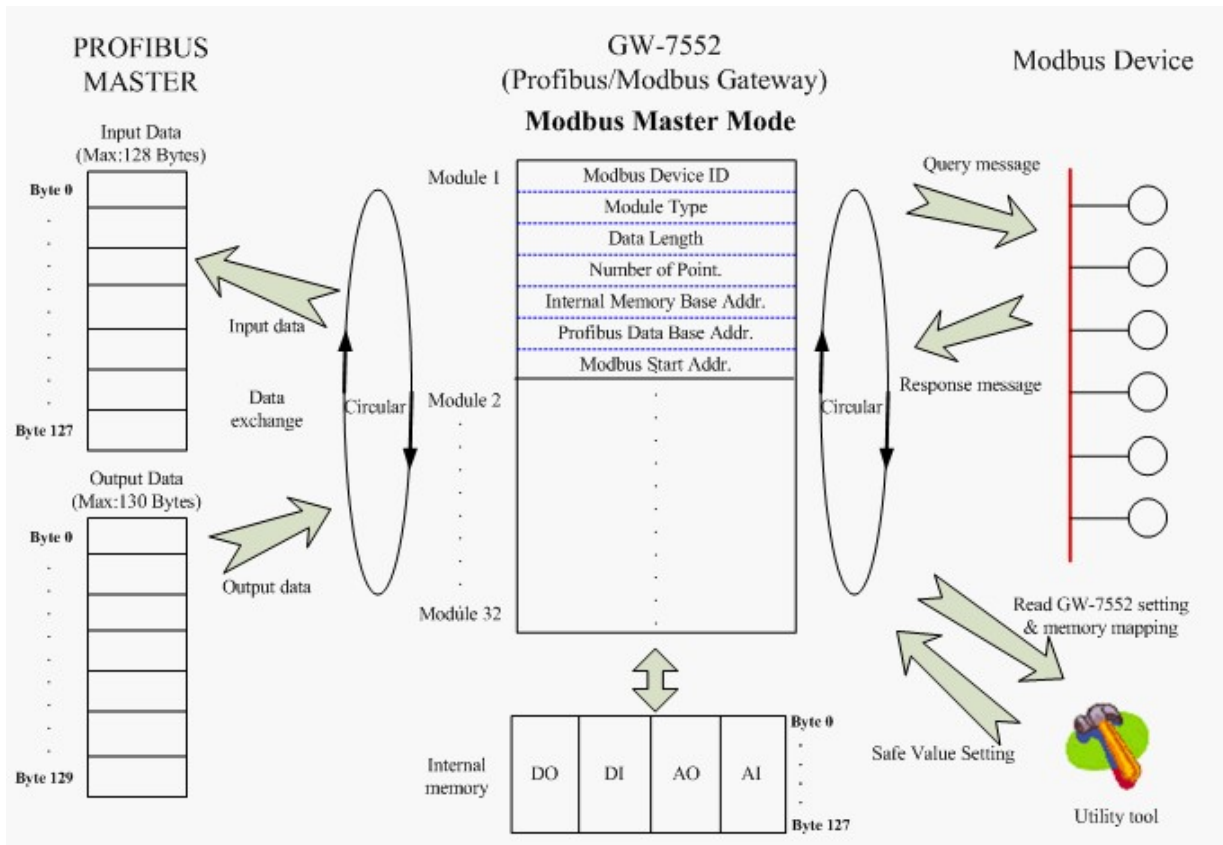 PROFIBUS
MASTER
Input Data
(Max:128 Bytes)
Byte 0
Byte 127
Output Data
(Max:130 Bytes)
Byte 0
Byte 129
Input data
Data
exchange
Output data
Circular
GW-7552
(Profibus/Modbus Gateway)
Modbus Master Mode
Module 1
Modbus Device ID
Module Type
Data Length
Number of Point.
Internal Memory Base Addr.
Profibus Data Base Addr.
Modbus Start Addr.
Module 2
Module 32
Internal
memory
DO
DI
AO
AI
Byte 0
Byte 127
Circular
Modbus Device
Query message
Response message
Read GW-7552 setting
& memory mapping
Safe Value Setting
Utility tool